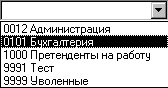 0012 Администрация
0101 Бухгалтерия
1000 Претенденты на работу
9991 Тест
9999 Уволенные